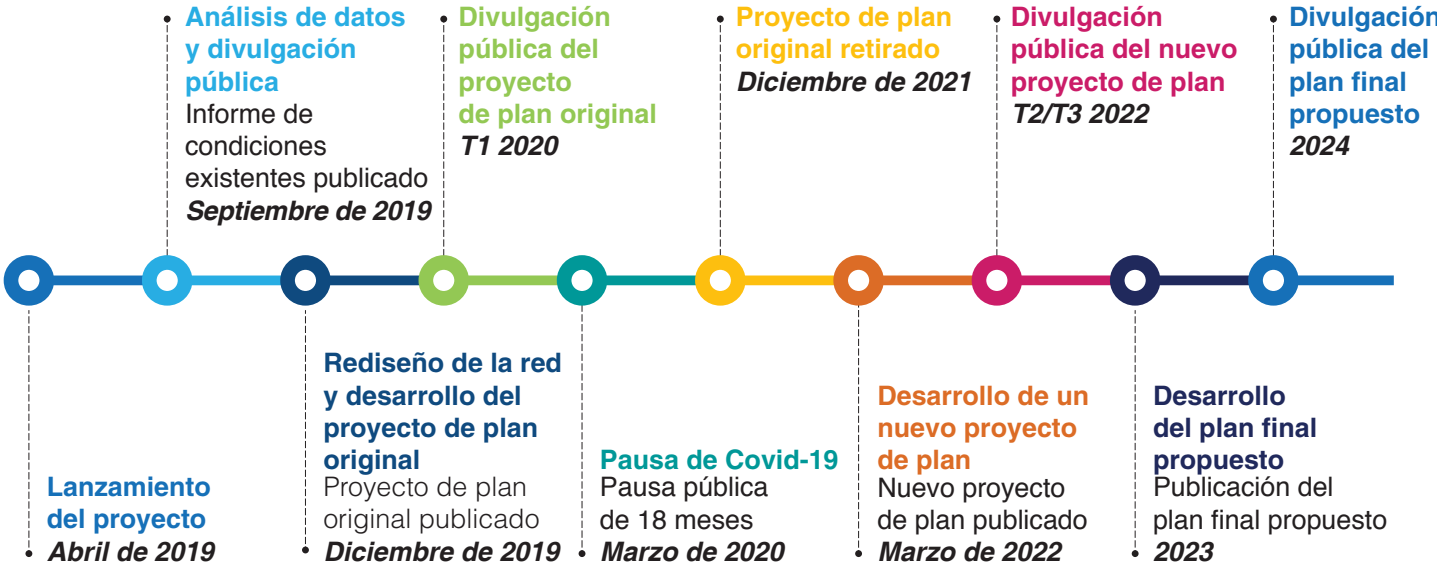 Análisis de datos
y divulgación
pública
Informe de
condiciones
existentes publicado
Septiembre de 2019
Divulgación
pública del
proyecto
de plan original
T1 2020
Proyecto de plan
original retirado
Diciembre de 2021
Divulgación
pública del nuevo
proyecto de plan
T2/T3 2022
Divulgación
pública del
plan final
propuesto
2024
Lanzamiento
del proyecto
Abril de 2019
Rediseño de la red
y desarrollo del
proyecto de plan
original
Proyecto de plan
original publicado
Diciembre de 2019
Pausa de Covid-19
Pausa pública
de 18 meses
Marzo de 2020
Desarrollo de un
nuevo proyecto
de plan
Nuevo proyecto
de plan publicado
Marzo de 2022
Desarrollo
del plan final
propuesto
Publicación del
plan final propuesto
2023